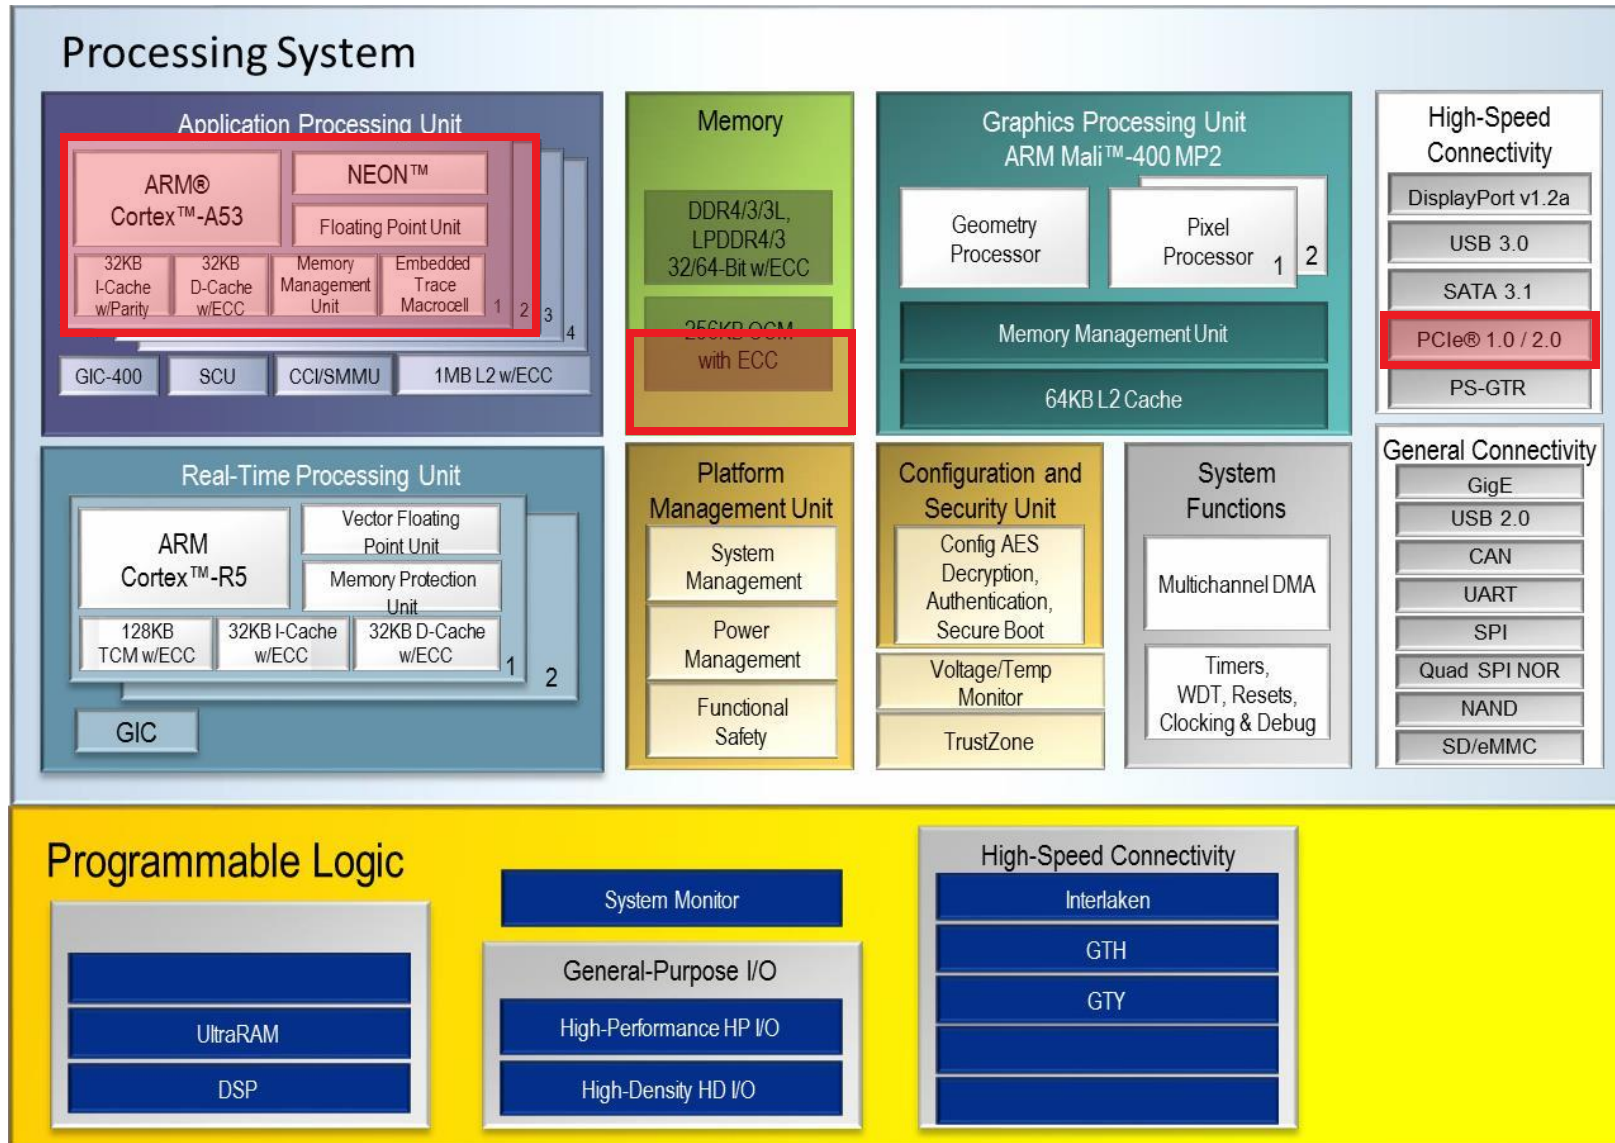 Processing System
Application Processing Unit
ARM®
Cortex™-A53
NEON™
Floating Point Unit
32KB
I-Cache
w/Parity
32KB
D-Cache
w/ECC
Memory
Management
Unit
Embedded
Trace
Macrocell
1
2
3
4
GIC-400
SCU
CCI/SMMU
1MB L2 w/ECC
Memory
DDR4/3/3L,
LPDDR4/3
32/64-Bit w/ECC
256KB OCM
with ECC
Graphics Processing Unit
ARM Mali™-400 MP2
Geometry
Processor
Pixel
Processor
1
2
Memory Management Unit
64KB L2 Cache
High-Speed
Connectivity
DisplayPort v1.2a
USB 3.0
SATA 3.1
PCIe® 1.0 / 2.0
PS-GTR
Real-Time Processing Unit
ARM
Cortex™-R5
Vector Floating
Point Unit
Memory Protection
Unit
128KB
TCM w/ECC
32KB I-Cache
w/ECC
32KB D-Cache
w/ECC
1
2
GIC
Platform
Management Unit
System
Management
Power
Management
Functional
Safety
Configuration and
Security Unit
Config AES
Decryption,
Authentication,
Secure Boot
Voltage/Temp
Monitor
TrustZone
System
Functions
Multichannel DMA
Timers,
WDT, Resets,
Clocking & Debug
General Connectivity
GigE
USB 2.0
CAN
UART
SPI
Quad SPI NOR
NAND
SD/eMMC
Programmable Logic
UltraRAM
DSP
System Monitor
General-Purpose I/O
High-Performance HP I/O
High-Density HD I/O
High-Speed Connectivity
Interlaken
GTH
GTY